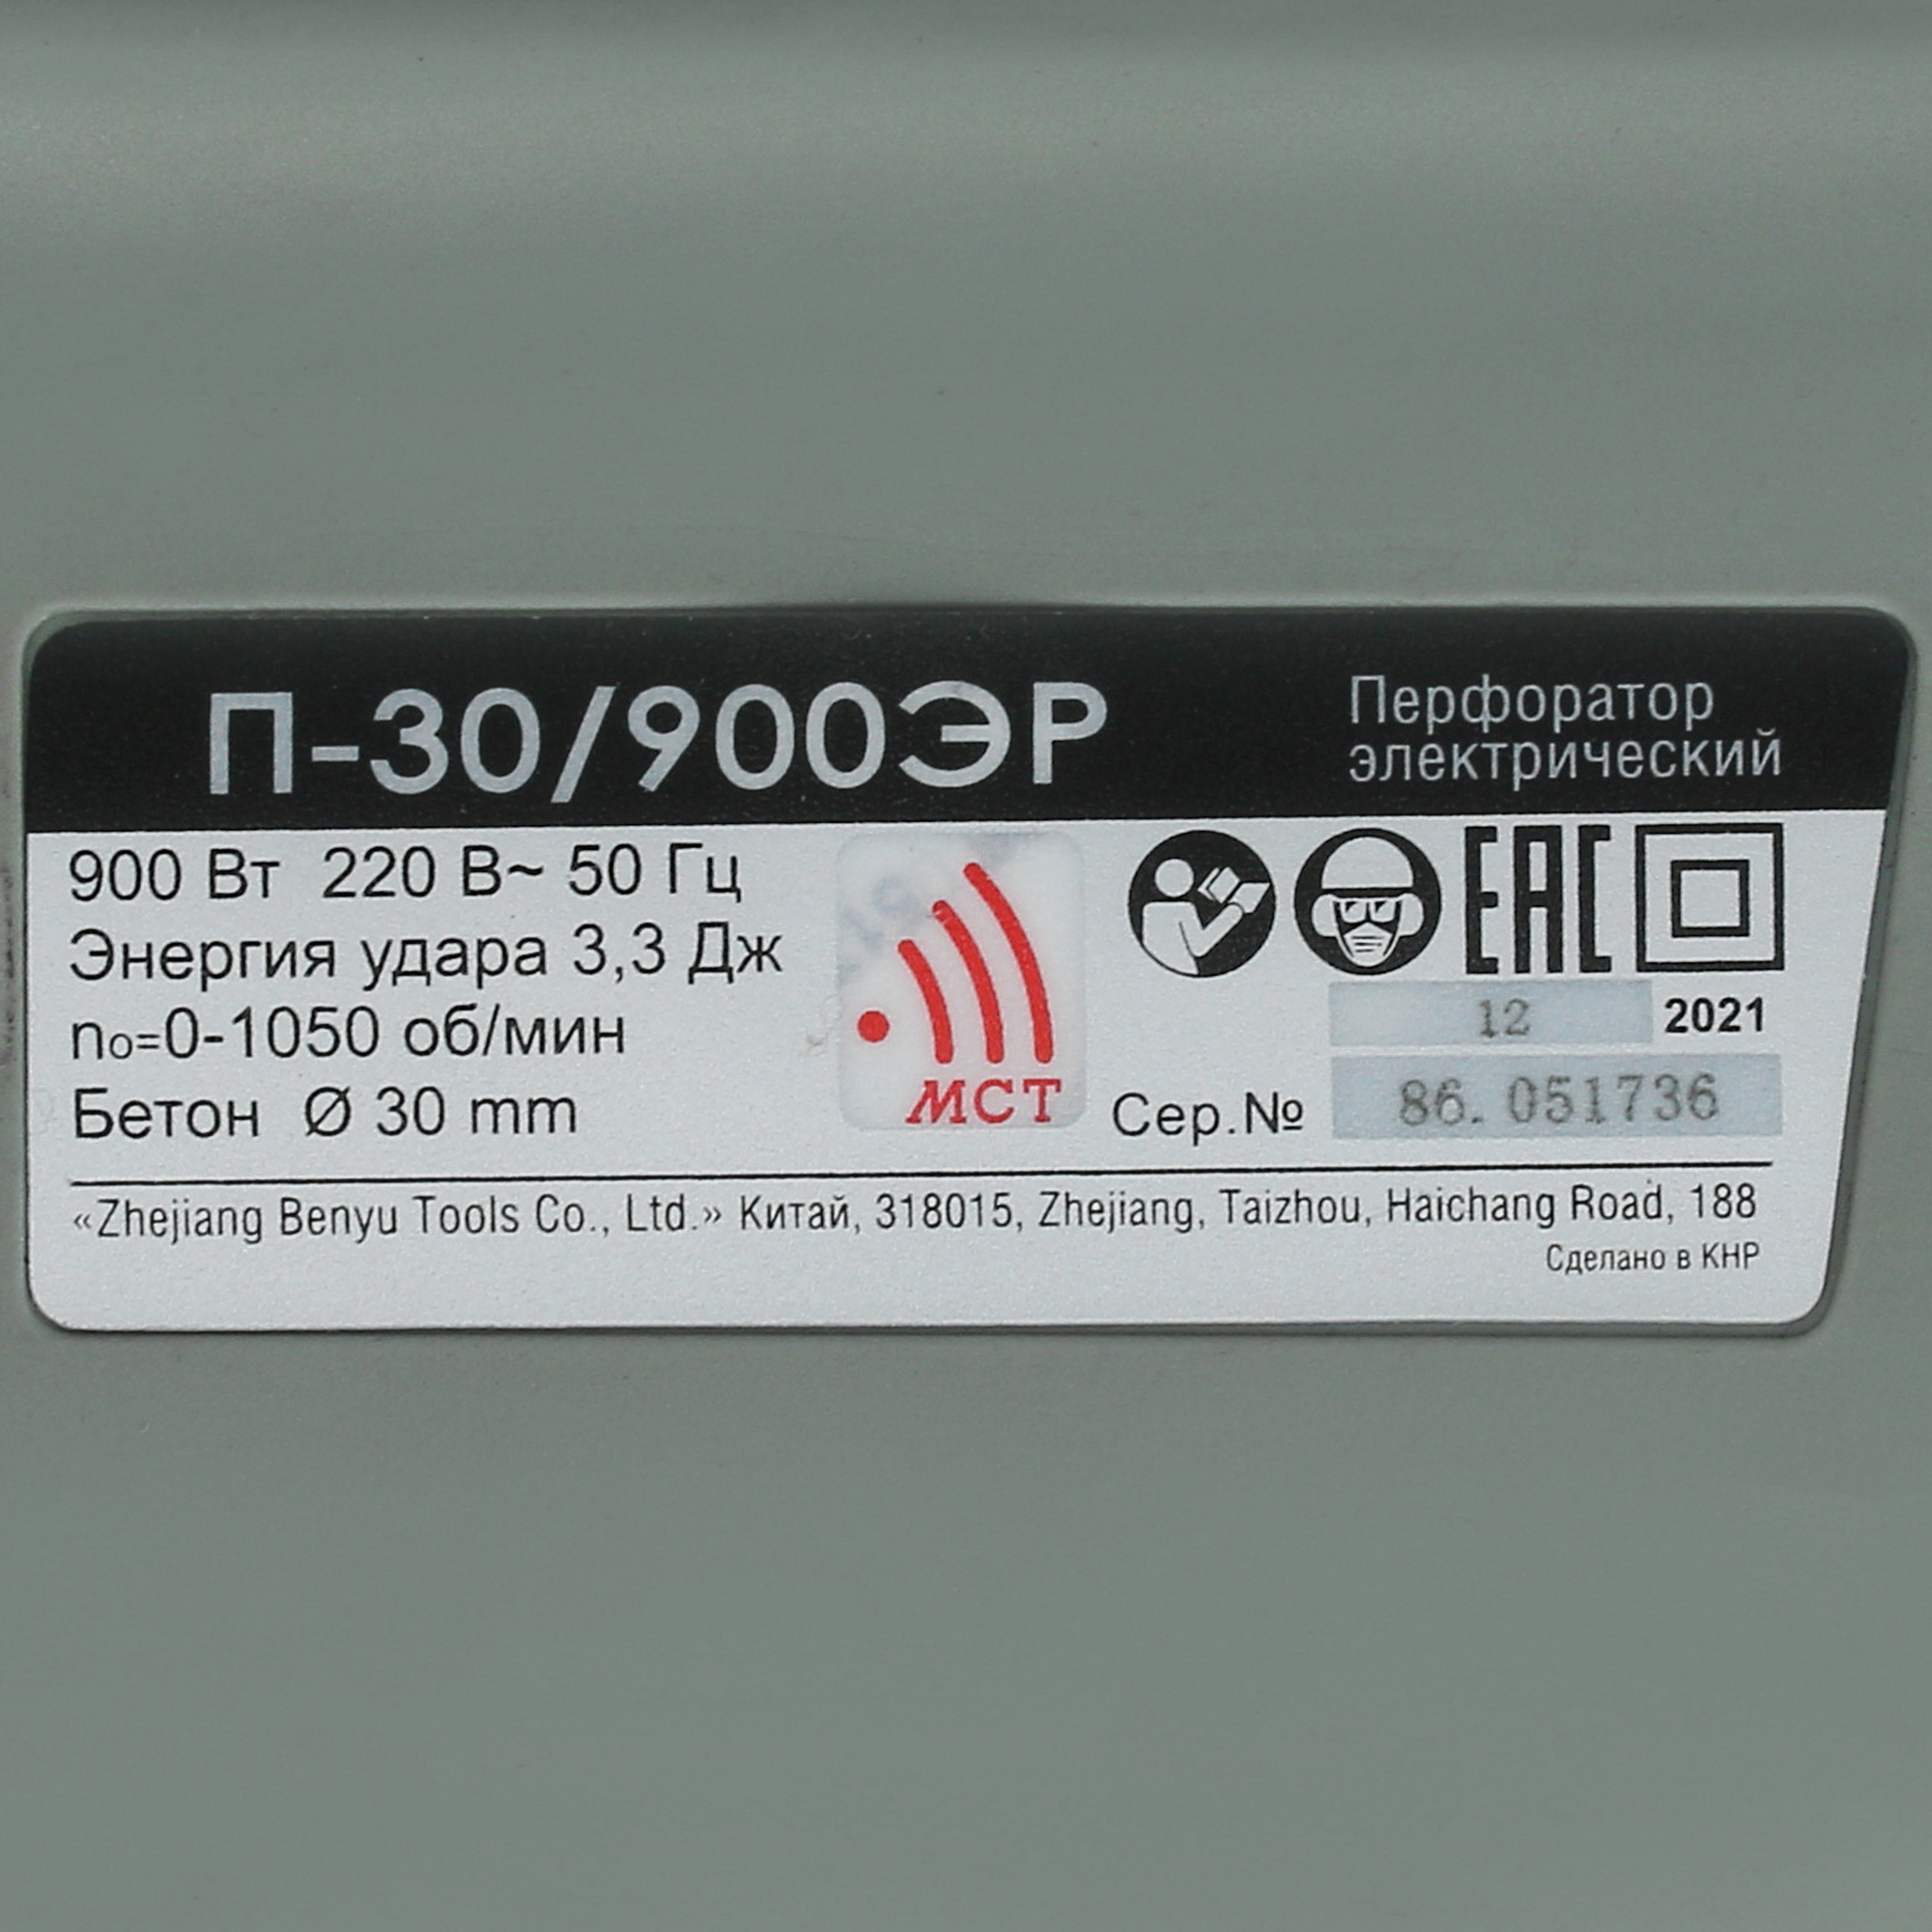 П-30/900ЭР
Перфоратор
электрический
900 Вт 220 В~ 50 Гц
Энергия удара 3,3 Дж
nо=0-1050 об/мин
Бетон Ø 30 mm
МСТ
EAC
12 2021
Сер.№ 86. 051736
«Zhejiang Benyu Tools Co., Ltd.» Китай, 318015, Zhejiang, Taizhou, Haichang Road, 188
Сделано в КНР